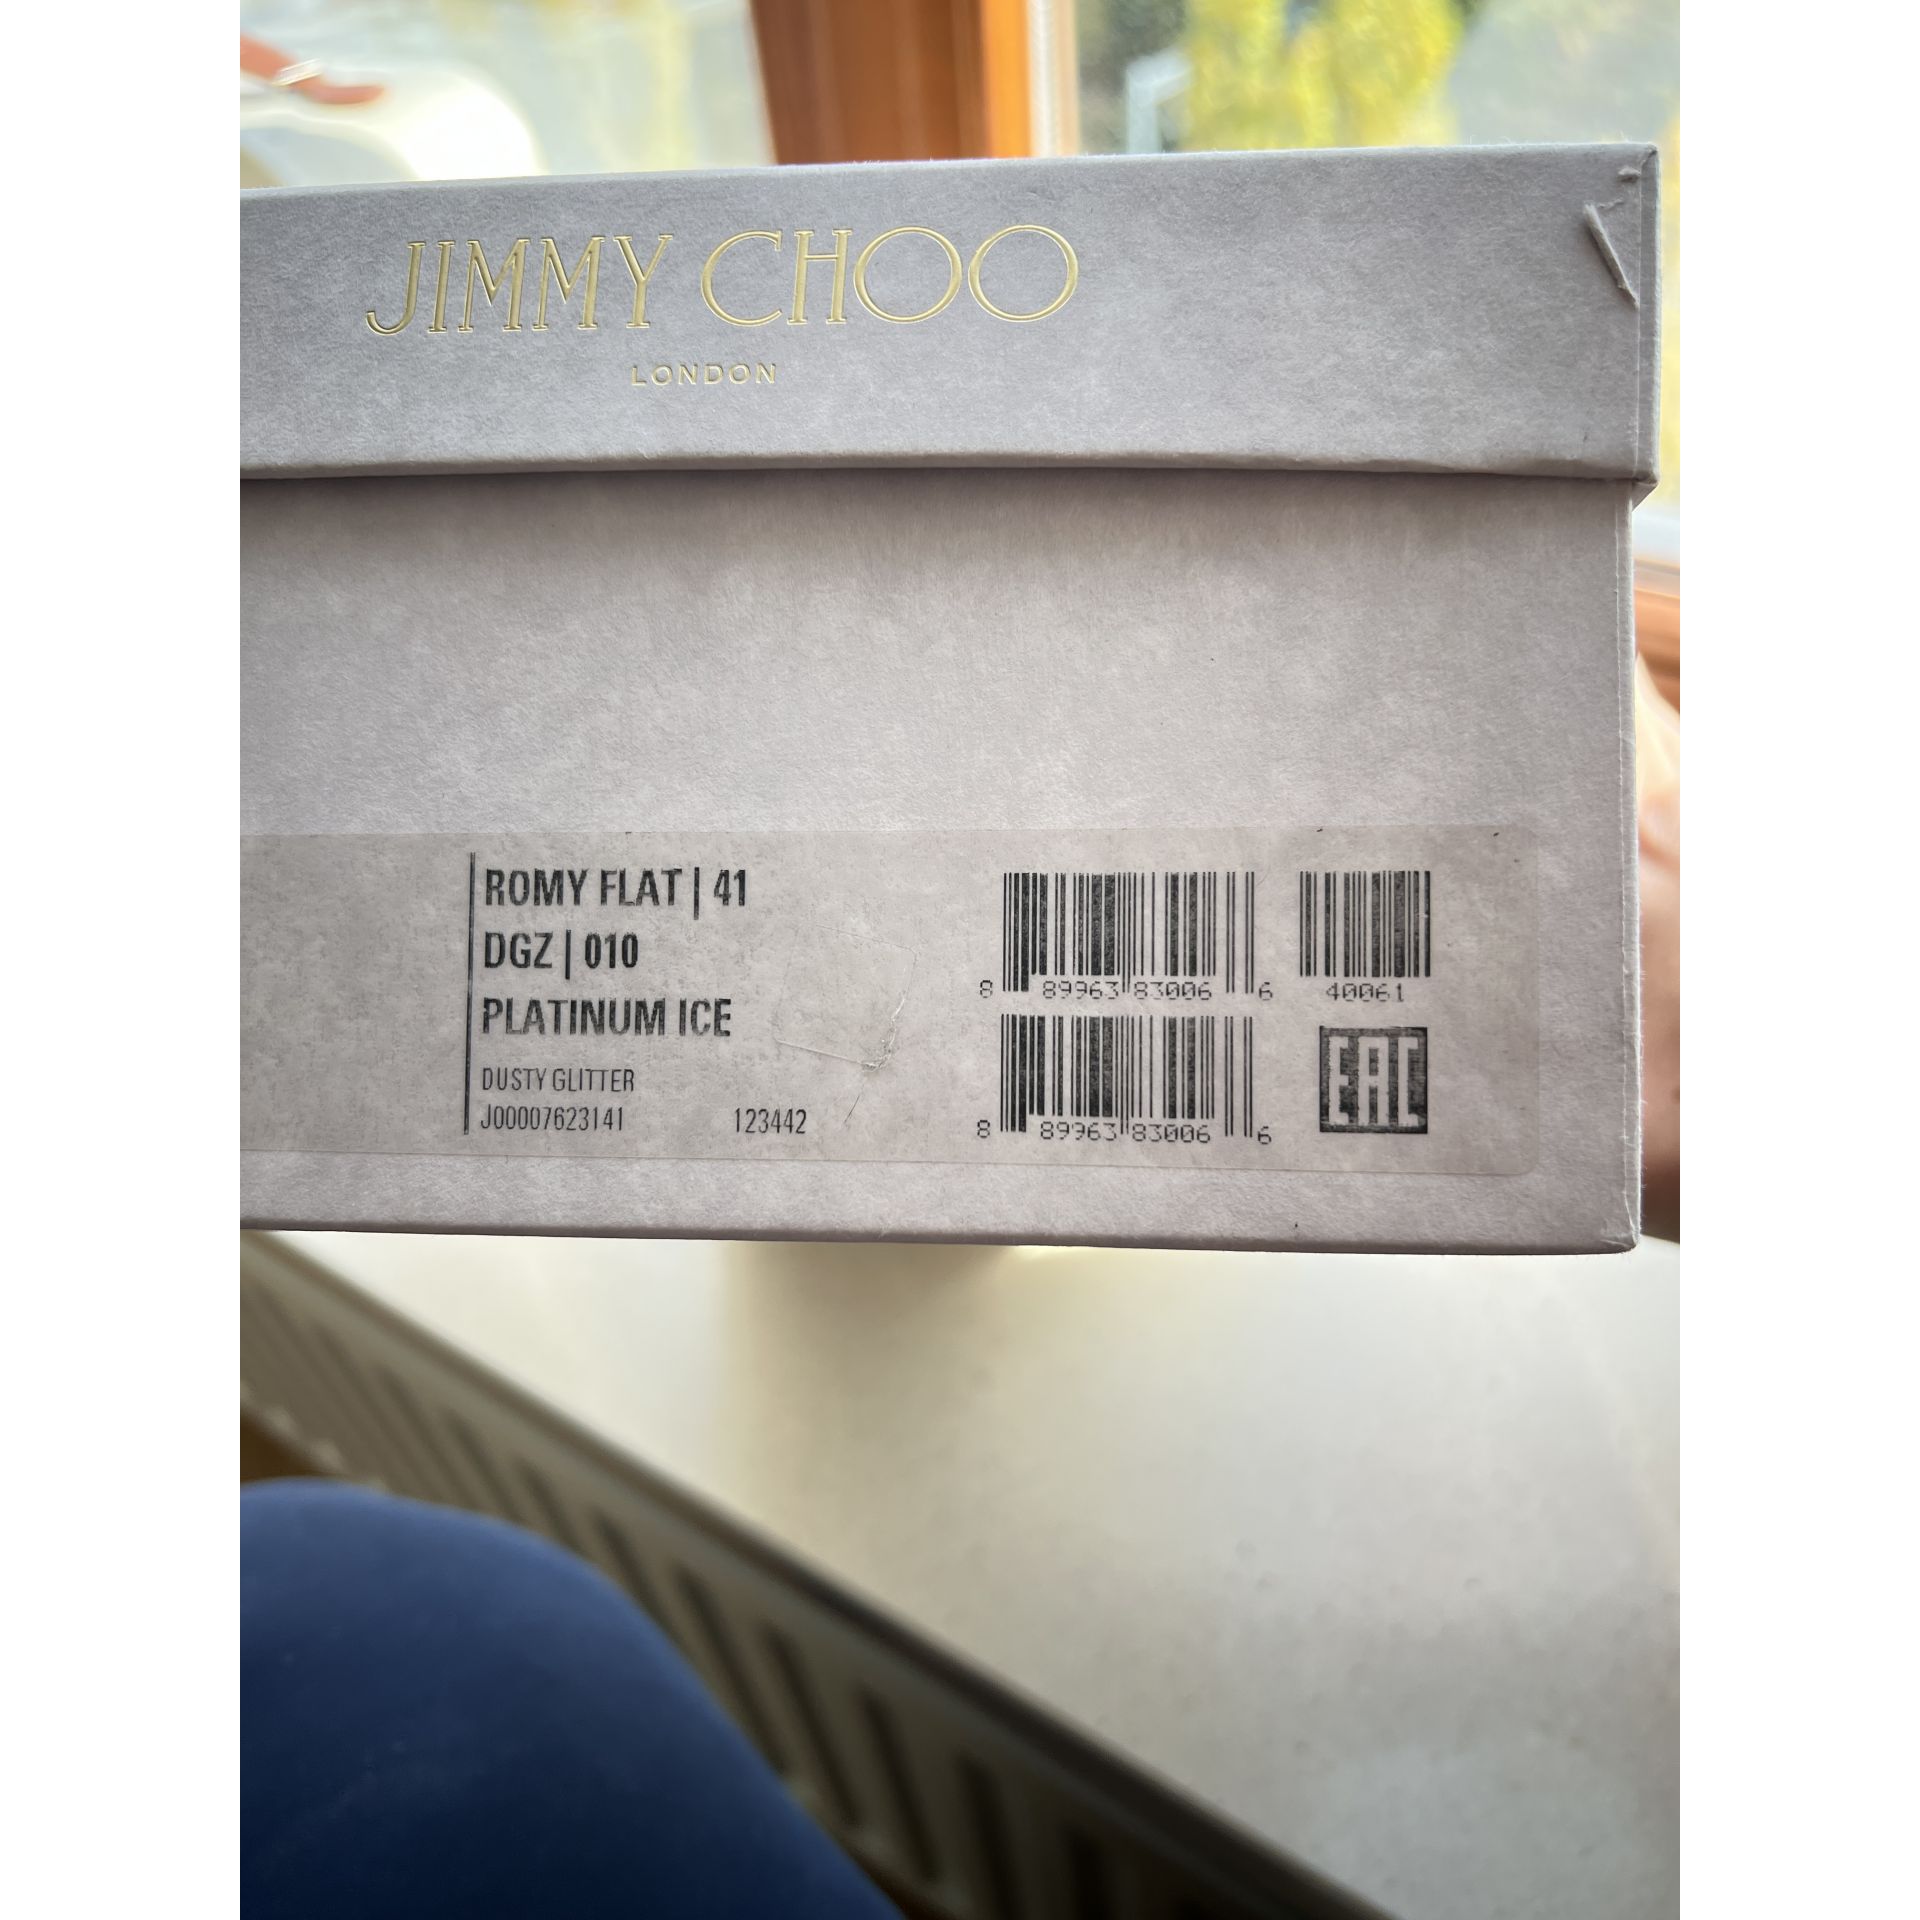 JIMMY CHOO
LONDON
ROMY FLAT | 41
DGZ | 010
PLATINUM ICE
DUSTY GLITTER
J00007623141 123442
8 89963 83006 6
40061
8 89963 83006 6
EAC